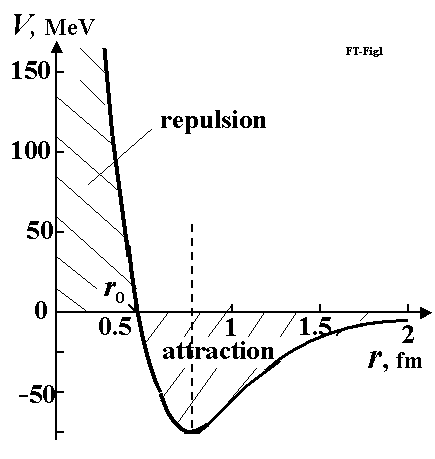 V, MeV
FT-Fig1
150
repulsion
100
50
r0
0
0.5
1
1.5
2
attraction
r, fm
-50